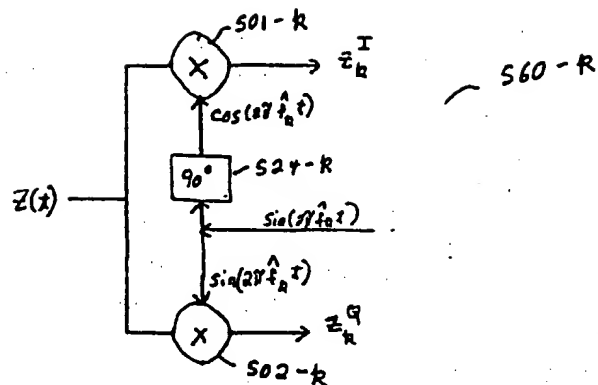 501-k
X
z_k^I
560-k
cos(2π f̂_k t)
90°
524-k
Z(t)
sin(2π f̂_k t)
sin(2π f̂_k t)
X
z_k^Q
502-k